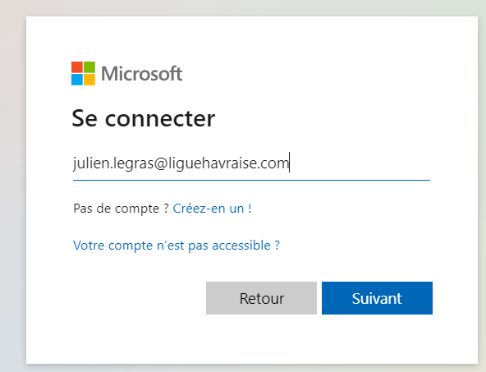 Microsoft
Se connecter
julien.legras@liguehavraise.com
Pas de compte ? Créez-en un !
Votre compte n'est pas accessible ?
Retour Suivant